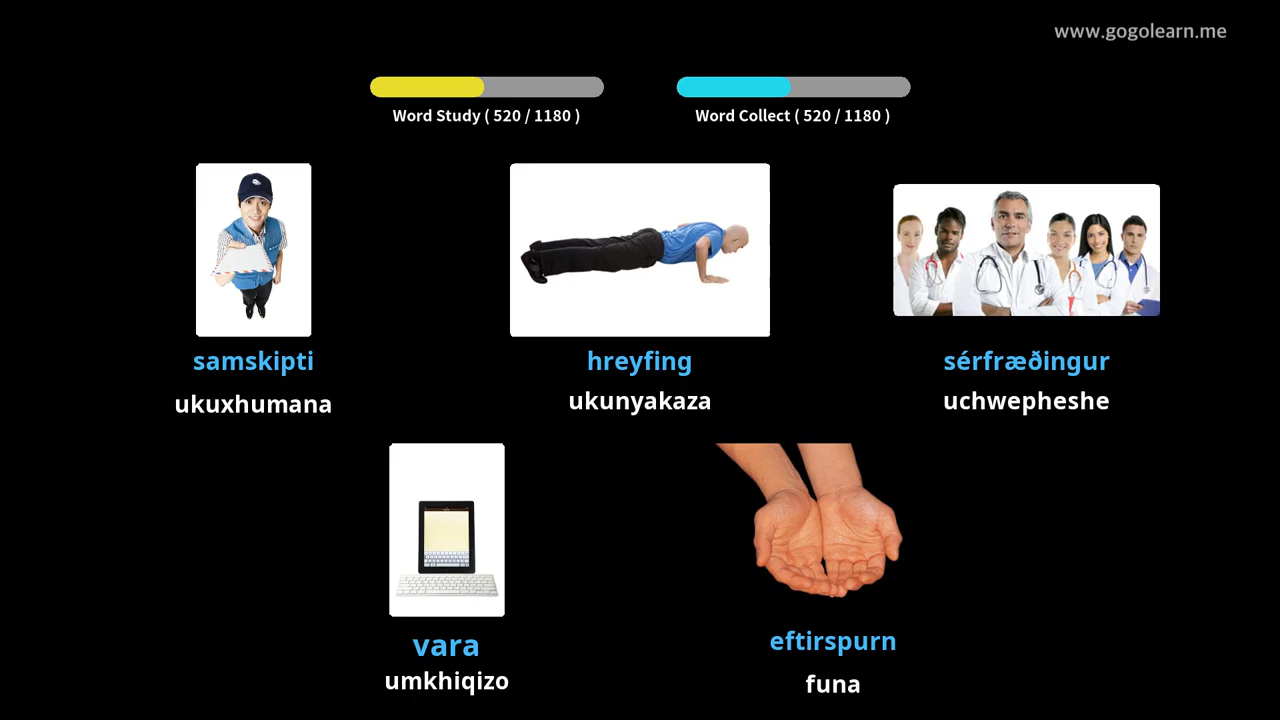 www.gogolearn.me
Word Study ( 520 / 1180 )
Word Collect ( 520 / 1180 )
samskipti
ukuxhumana
hreyfing
ukunyakaza
sérfræðingur
uchwepheshe
vara
umkhiqizo
eftirspurn
funa